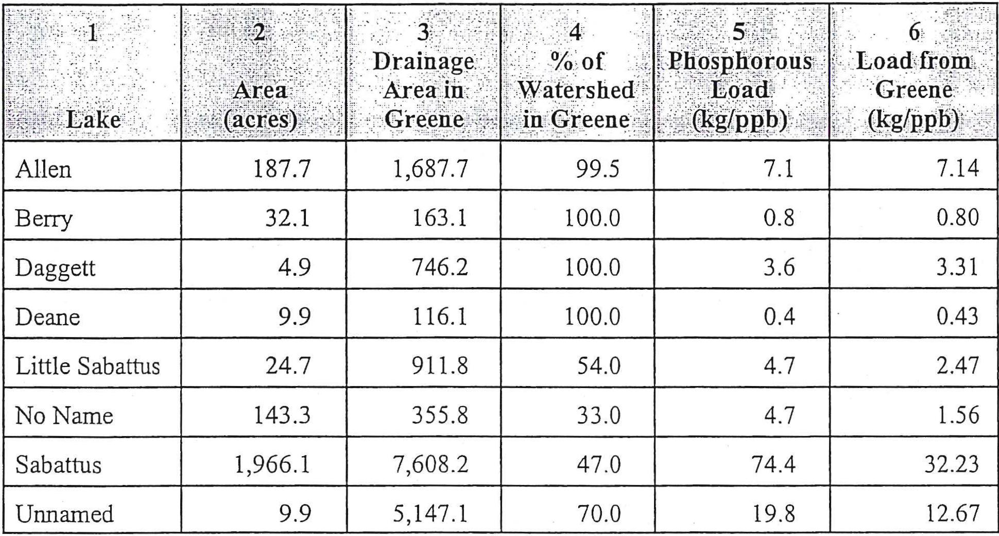 1 2 3 4 5 6
Drainage % of Phosphorous Load from
Area Area in Watershed Load Greene
Lake (acres) Greene in Greene (kg/ppb) (kg/ppb)
Allen 187.7 1,687.7 99.5 7.1 7.14
Berry 32.1 163.1 100.0 0.8 0.80
Daggett 4.9 746.2 100.0 3.6 3.31
Deane 9.9 116.1 100.0 0.4 0.43
Little Sabattus 24.7 911.8 54.0 4.7 2.47
No Name 143.3 355.8 33.0 4.7 1.56
Sabattus 1,966.1 7,608.2 47.0 74.4 32.23
Unnamed 9.9 5,147.1 70.0 19.8 12.67